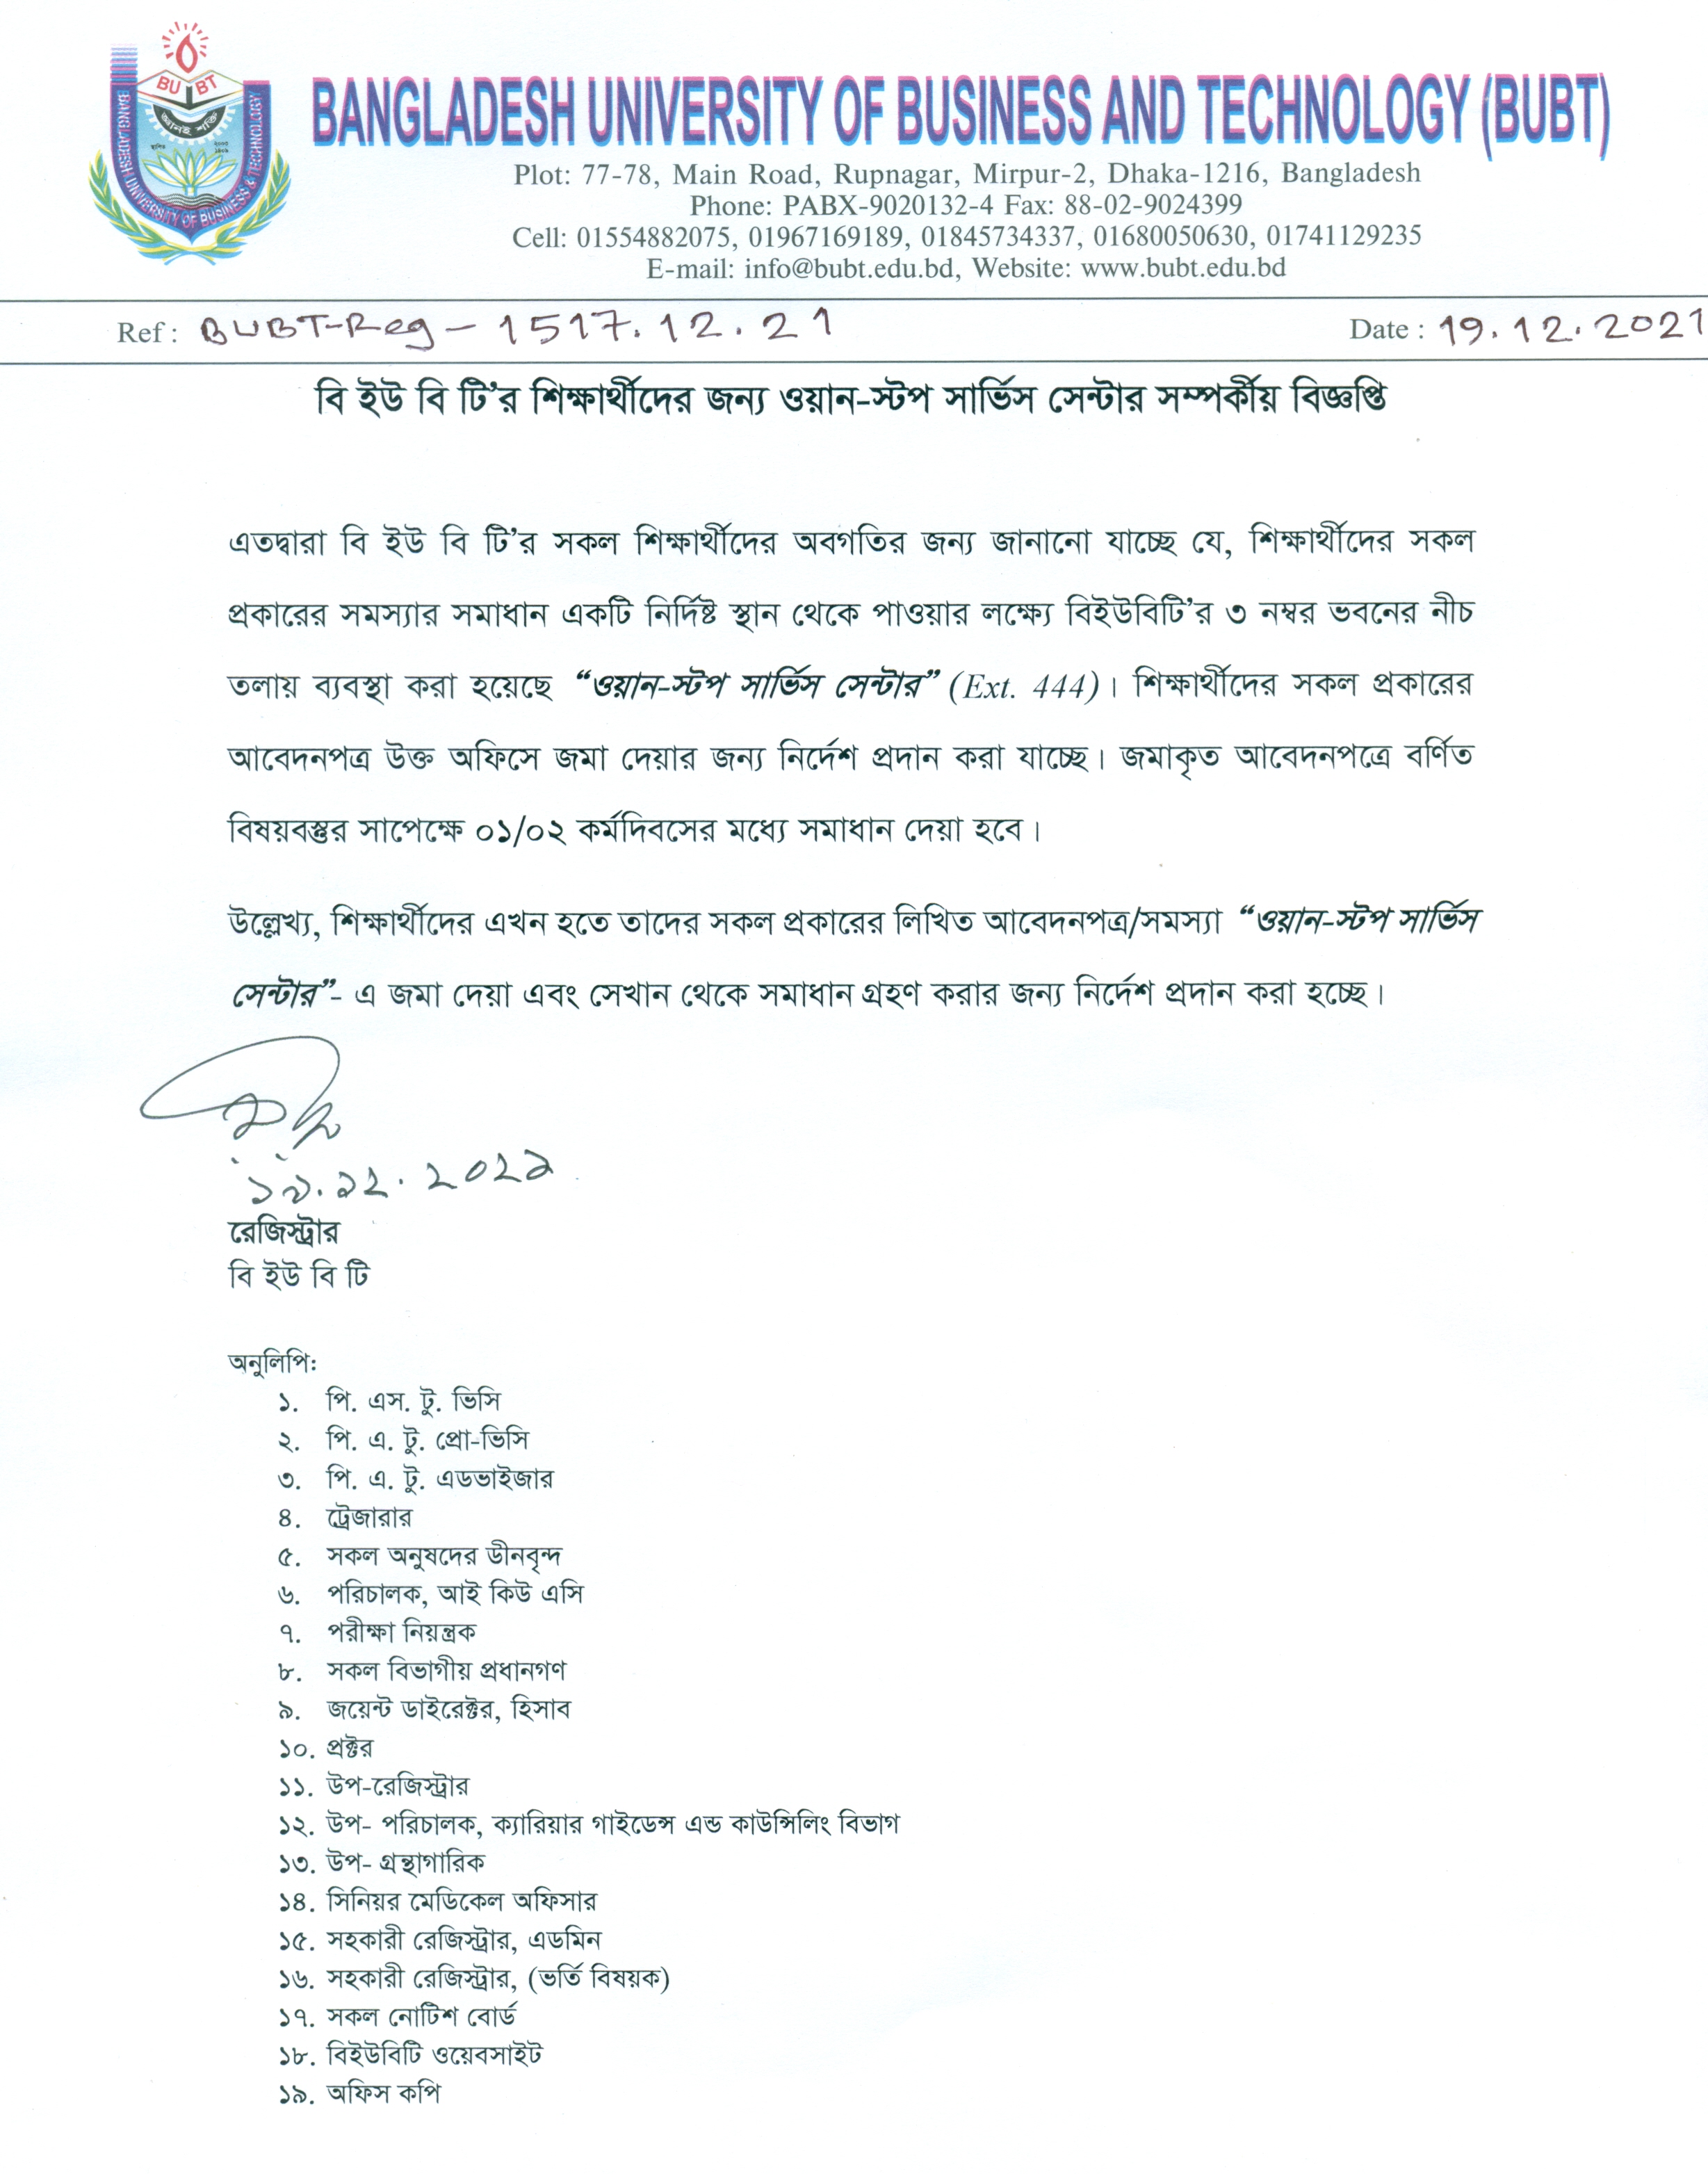 BU BT
জ্ঞানই শক্তি
স্থাপিত ২০০৩
BANGLADESH UNIVERSITY OF BUSINESS & TECHNOLOGY
BANGLADESH UNIVERSITY OF BUSINESS AND TECHNOLOGY (BUBT)
Plot: 77-78, Main Road, Rupnagar, Mirpur-2, Dhaka-1216, Bangladesh
Phone: PABX-9020132-4 Fax: 88-02-9024399
Cell: 01554882075, 01967169189, 01845734337, 01680050630, 01741129235
E-mail: info@bubt.edu.bd, Website: www.bubt.edu.bd
Ref : BUBT-Reg - 1517.12.21 Date : 19.12.2021
বি ইউ বি টি’র শিক্ষার্থীদের জন্য ওয়ান-স্টপ সার্ভিস সেন্টার সম্পর্কীয় বিজ্ঞপ্তি
এতদ্বারা বি ইউ বি টি’র সকল শিক্ষার্থীদের অবগতির জন্য জানানো যাচ্ছে যে, শিক্ষার্থীদের সকল
প্রকারের সমস্যার সমাধান একটি নির্দিষ্ট স্থান থেকে পাওয়ার লক্ষ্যে বিইউবিটি’র ৩ নম্বর ভবনের নীচ
তলায় ব্যবস্থা করা হয়েছে “ওয়ান-স্টপ সার্ভিস সেন্টার” (Ext. 444)। শিক্ষার্থীদের সকল প্রকারের
আবেদনপত্র উক্ত অফিসে জমা দেয়ার জন্য নির্দেশ প্রদান করা যাচ্ছে। জমাকৃত আবেদনপত্রে বর্ণিত
বিষয়বস্তুর সাপেক্ষে ০১/০২ কর্মদিবসের মধ্যে সমাধান দেয়া হবে।
উল্লেখ্য, শিক্ষার্থীদের এখন হতে তাদের সকল প্রকারের লিখিত আবেদনপত্র/সমস্যা “ওয়ান-স্টপ সার্ভিস
সেন্টার”- এ জমা দেয়া এবং সেখান থেকে সমাধান গ্রহণ করার জন্য নির্দেশ প্রদান করা হচ্ছে।
১৯.১২.২০২১
রেজিস্ট্রার
বি ইউ বি টি
অনুলিপি:
১. পি. এস. টু. ভিসি
২. পি. এ. টু. প্রো-ভিসি
৩. পি. এ. টু. এডভাইজার
৪. ট্রেজারার
৫. সকল অনুষদের ডীনবৃন্দ
৬. পরিচালক, আই কিউ এসি
৭. পরীক্ষা নিয়ন্ত্রক
৮. সকল বিভাগীয় প্রধানগণ
৯. জয়েন্ট ডাইরেক্টর, হিসাব
১০. প্রক্টর
১১. উপ-রেজিস্ট্রার
১২. উপ- পরিচালক, ক্যারিয়ার গাইডেন্স এন্ড কাউন্সিলিং বিভাগ
১৩. উপ- গ্রন্থাগারিক
১৪. সিনিয়র মেডিকেল অফিসার
১৫. সহকারী রেজিস্ট্রার, এডমিন
১৬. সহকারী রেজিস্ট্রার, (ভর্তি বিষয়ক)
১৭. সকল নোটিশ বোর্ড
১৮. বিইউবিটি ওয়েবসাইট
১৯. অফিস কপি